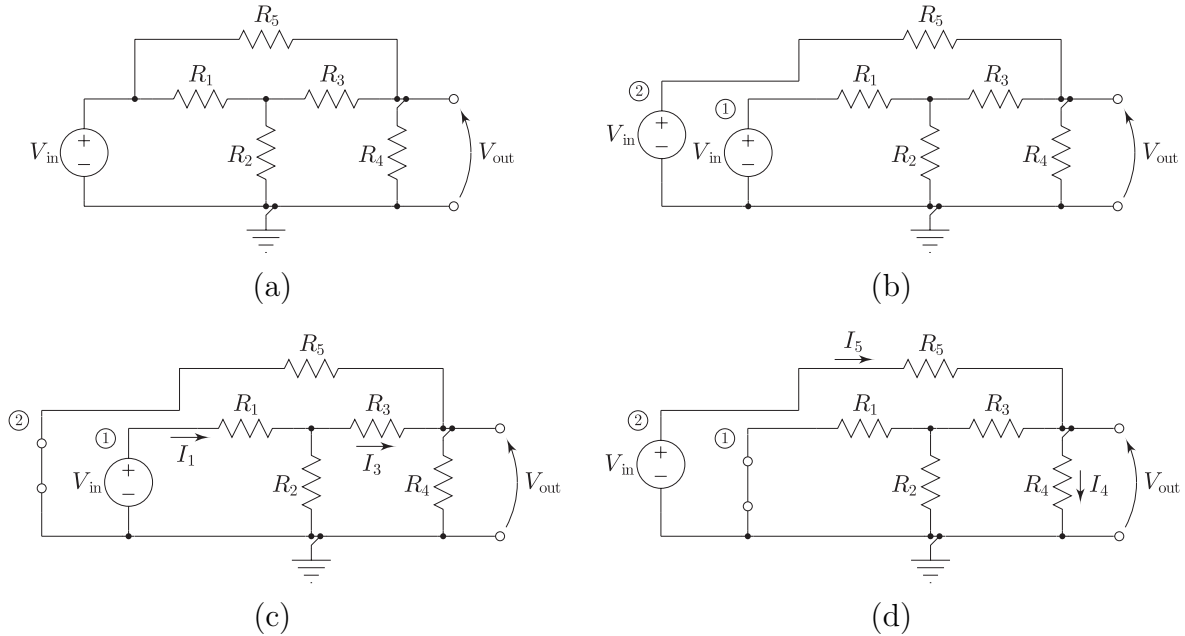 R5
R1
R3
Vin
+
−
R2
R4
Vout
(a)
R5
②
R1
R3
①
Vin
+
−
Vin
+
−
R2
R4
Vout
(b)
R5
②
R1
R3
①
I1
I3
Vin
+
−
R2
R4
Vout
(c)
I5
R5
②
R1
R3
①
Vin
+
−
R2
R4
I4
Vout
(d)